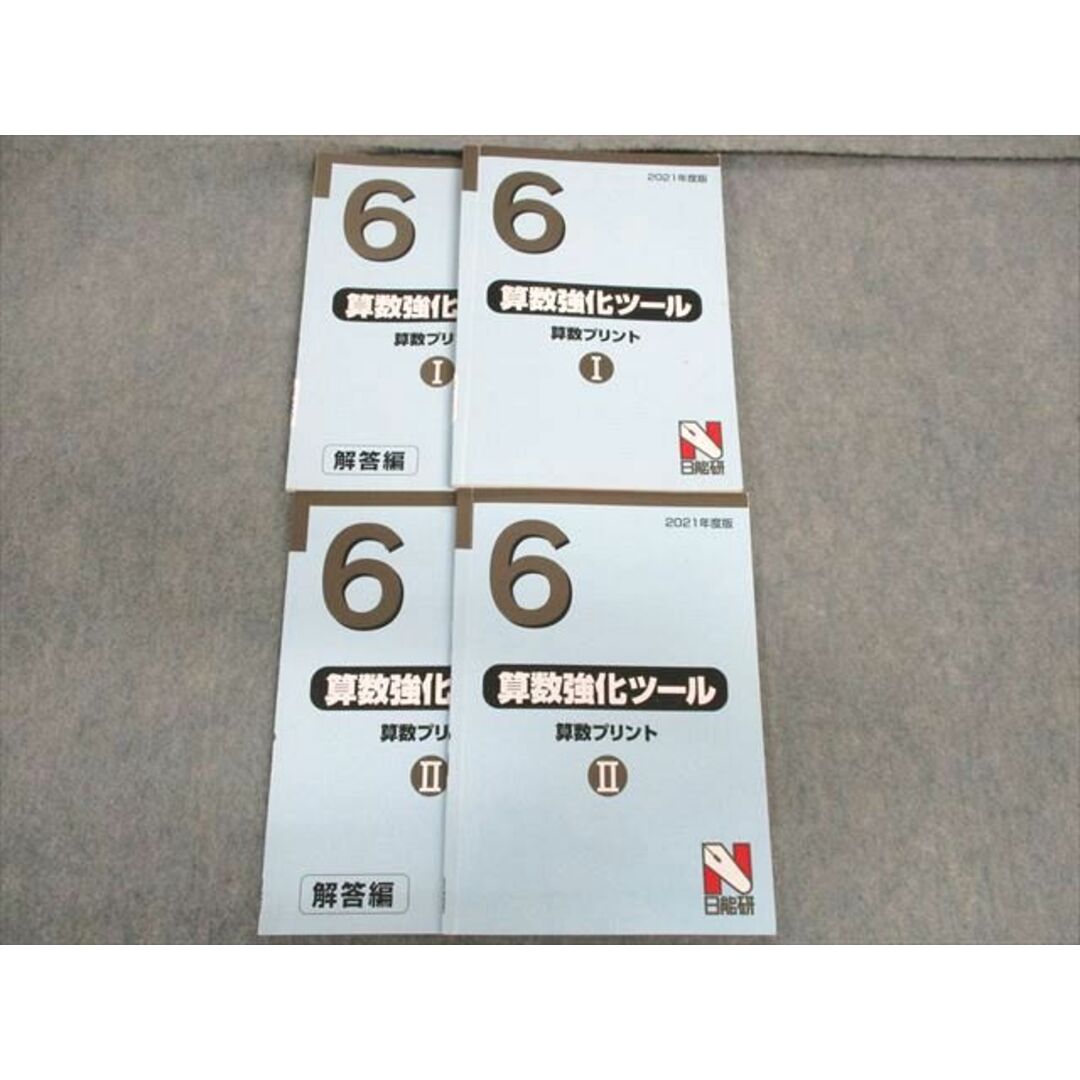 6
算数強化
算数プリ
I
解答編
2021年度版
6
算数強化ツール
算数プリント
I
日能研
6
算数強化
算数プリ
II
解答編
2021年度版
6
算数強化ツール
算数プリント
II
日能研